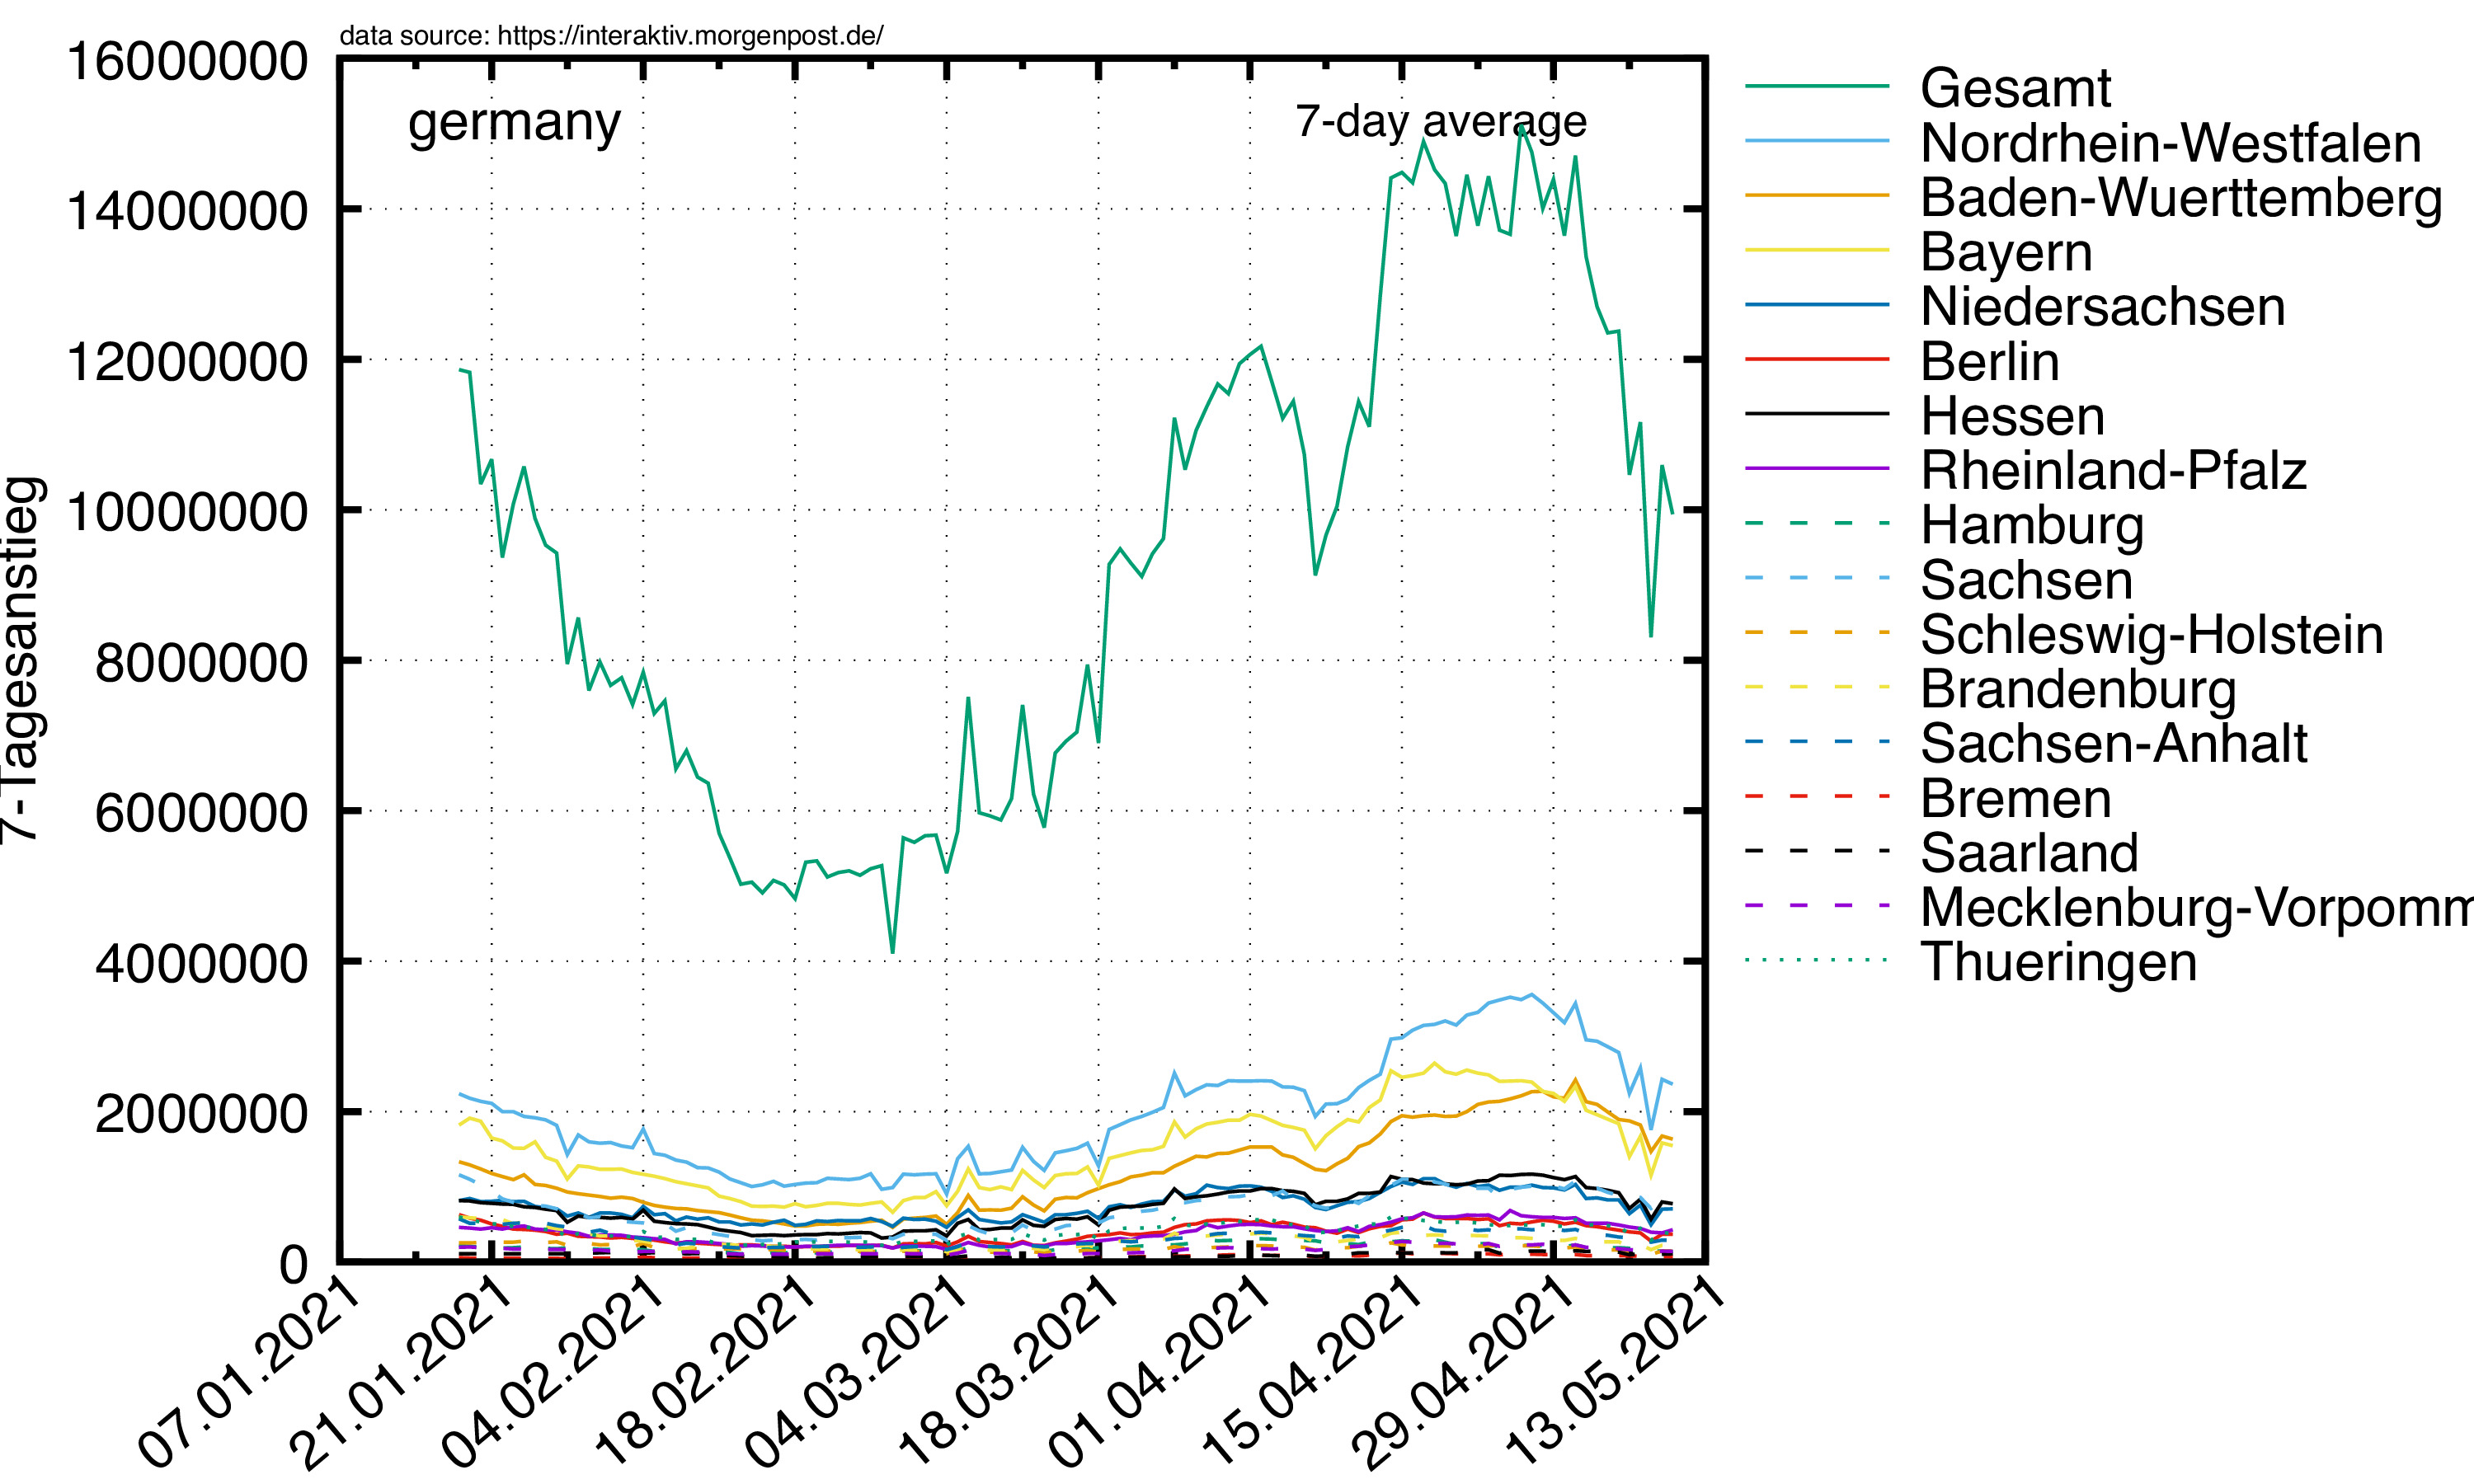 data source: https://interaktiv.morgenpost.de/
germany
7-day average
7-Tagesanstieg
16000000
14000000
12000000
10000000
8000000
6000000
4000000
2000000
0
07.01.2021
21.01.2021
04.02.2021
18.02.2021
04.03.2021
18.03.2021
01.04.2021
15.04.2021
29.04.2021
13.05.2021
Gesamt
Nordrhein-Westfalen
Baden-Wuerttemberg
Bayern
Niedersachsen
Berlin
Hessen
Rheinland-Pfalz
Hamburg
Sachsen
Schleswig-Holstein
Brandenburg
Sachsen-Anhalt
Bremen
Saarland
Mecklenburg-Vorpomm
Thueringen